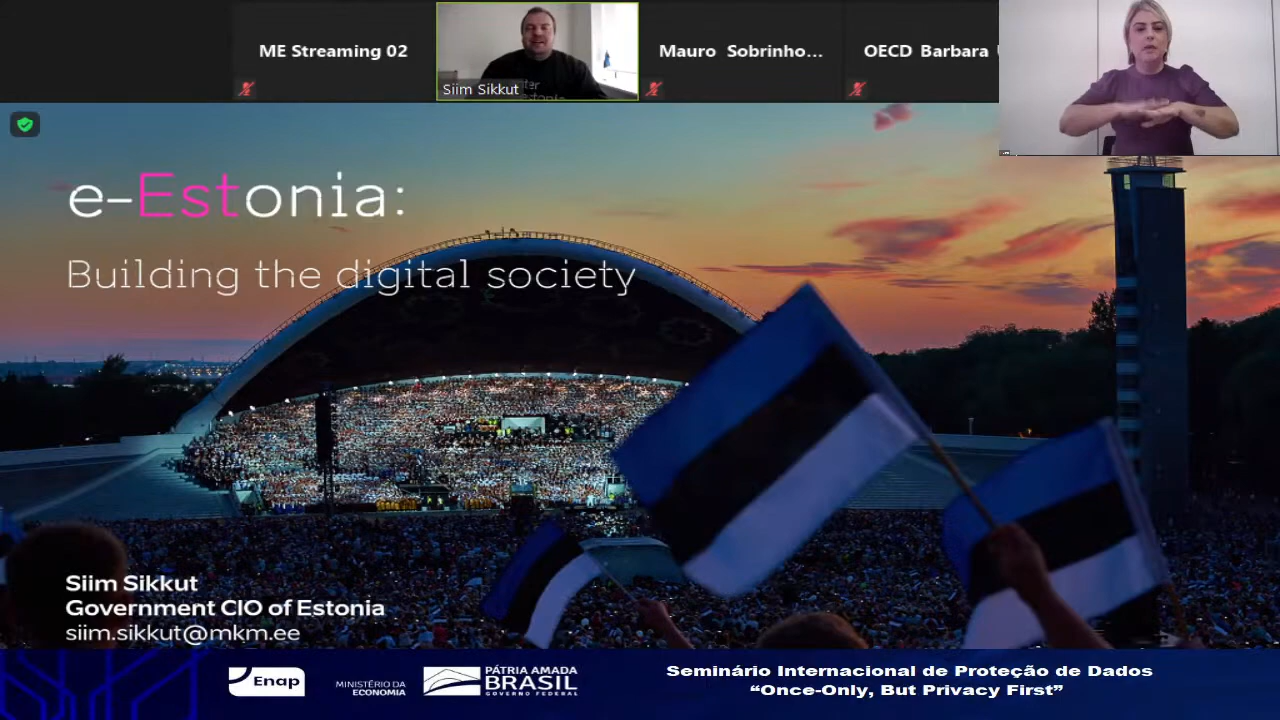 ME Streaming 02
Siim Sikkut
Mauro Sobrinho...
OECD Barbara
e-Estonia:
Building the digital society
Siim Sikkut
Government CIO of Estonia
siim.sikkut@mkm.ee
Enap
MINISTÉRIO DA
ECONOMIA
PÁTRIA AMADA
BRASIL
GOVERNO FEDERAL
Seminário Internacional de Proteção de Dados
“Once-Only, But Privacy First”